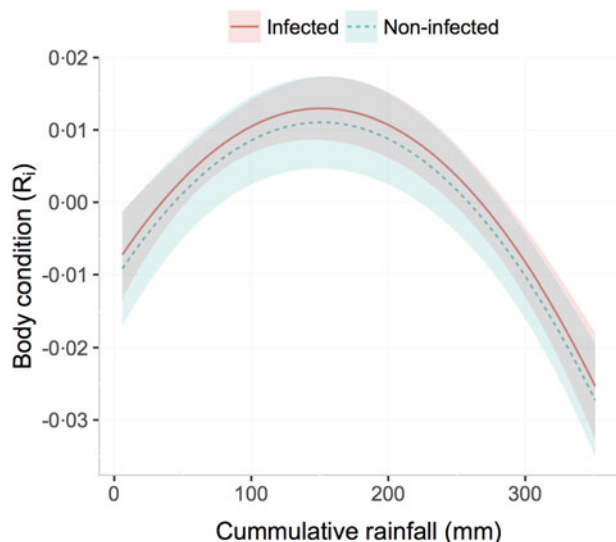 Infected Non-infected
0·02
0·01
0·00
-0·01
-0·02
-0·03
Body condition (Ri)
0 100 200 300
Cummulative rainfall (mm)